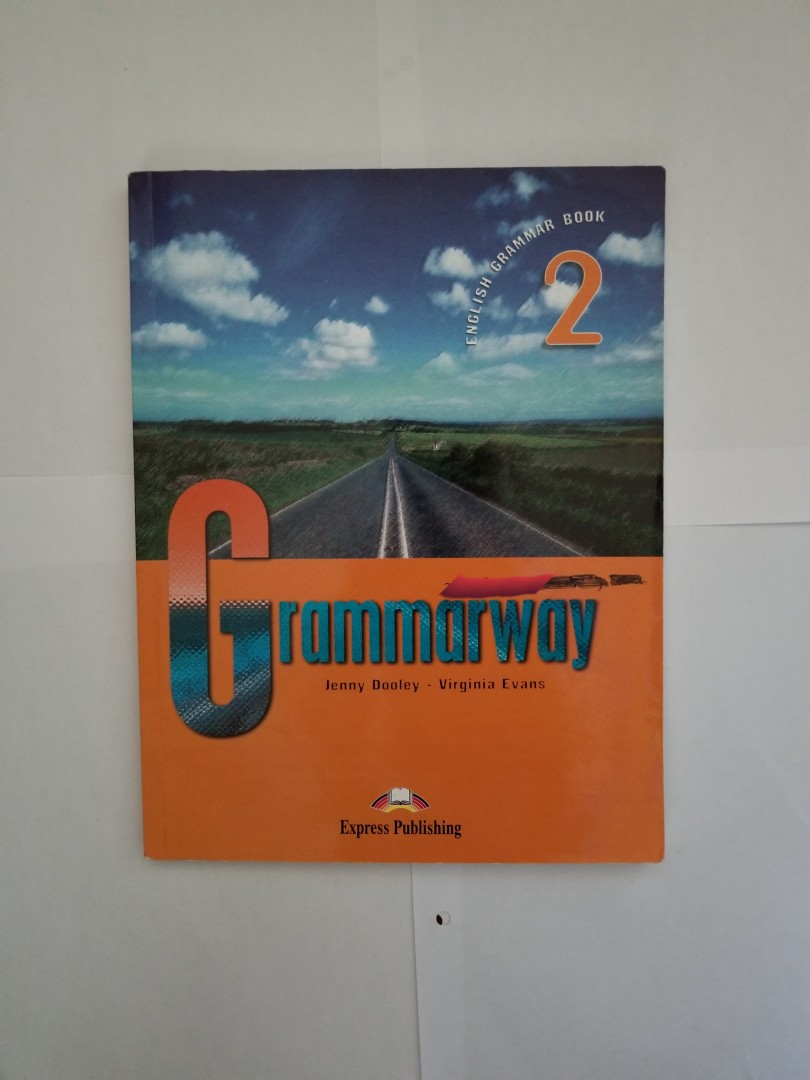 ENGLISH GRAMMAR BOOK
2
Grammarway
Jenny Dooley - Virginia Evans
Express Publishing